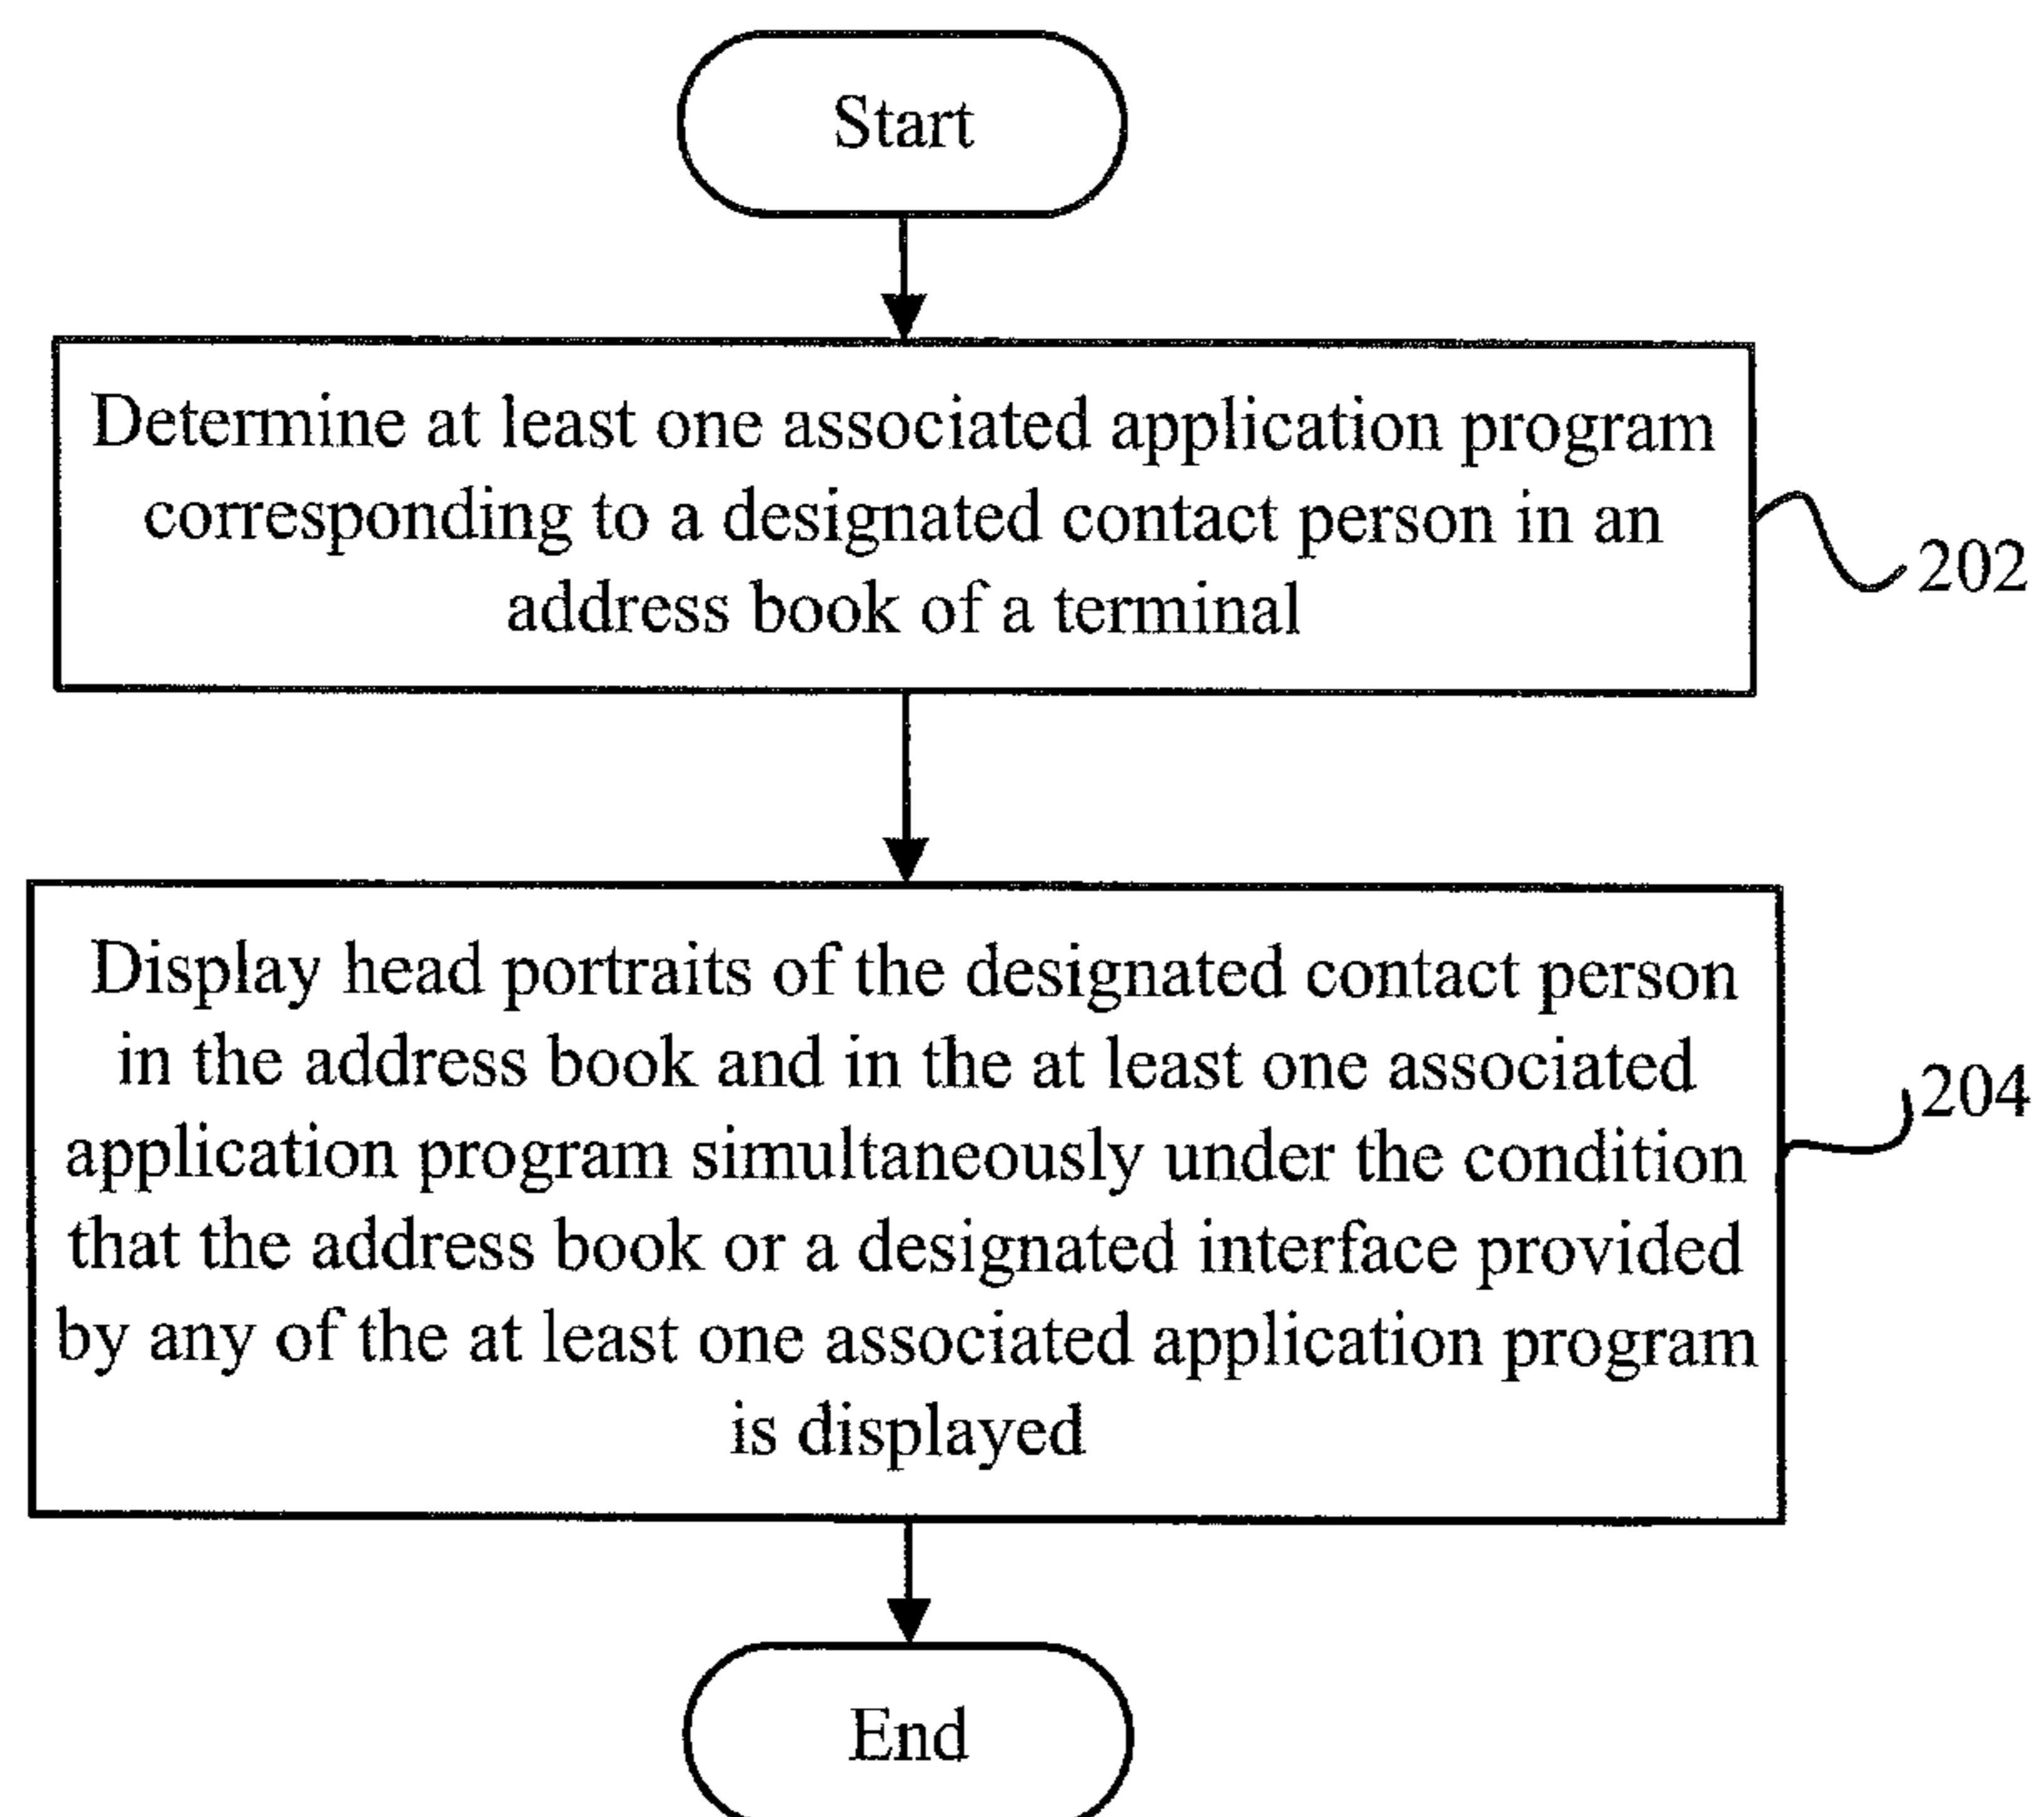 Start
Determine at least one associated application program
corresponding to a designated contact person in an
address book of a terminal
202
Display head portraits of the designated contact person
in the address book and in the at least one associated
application program simultaneously under the condition
that the address book or a designated interface provided
by any of the at least one associated application program
is displayed
204
End